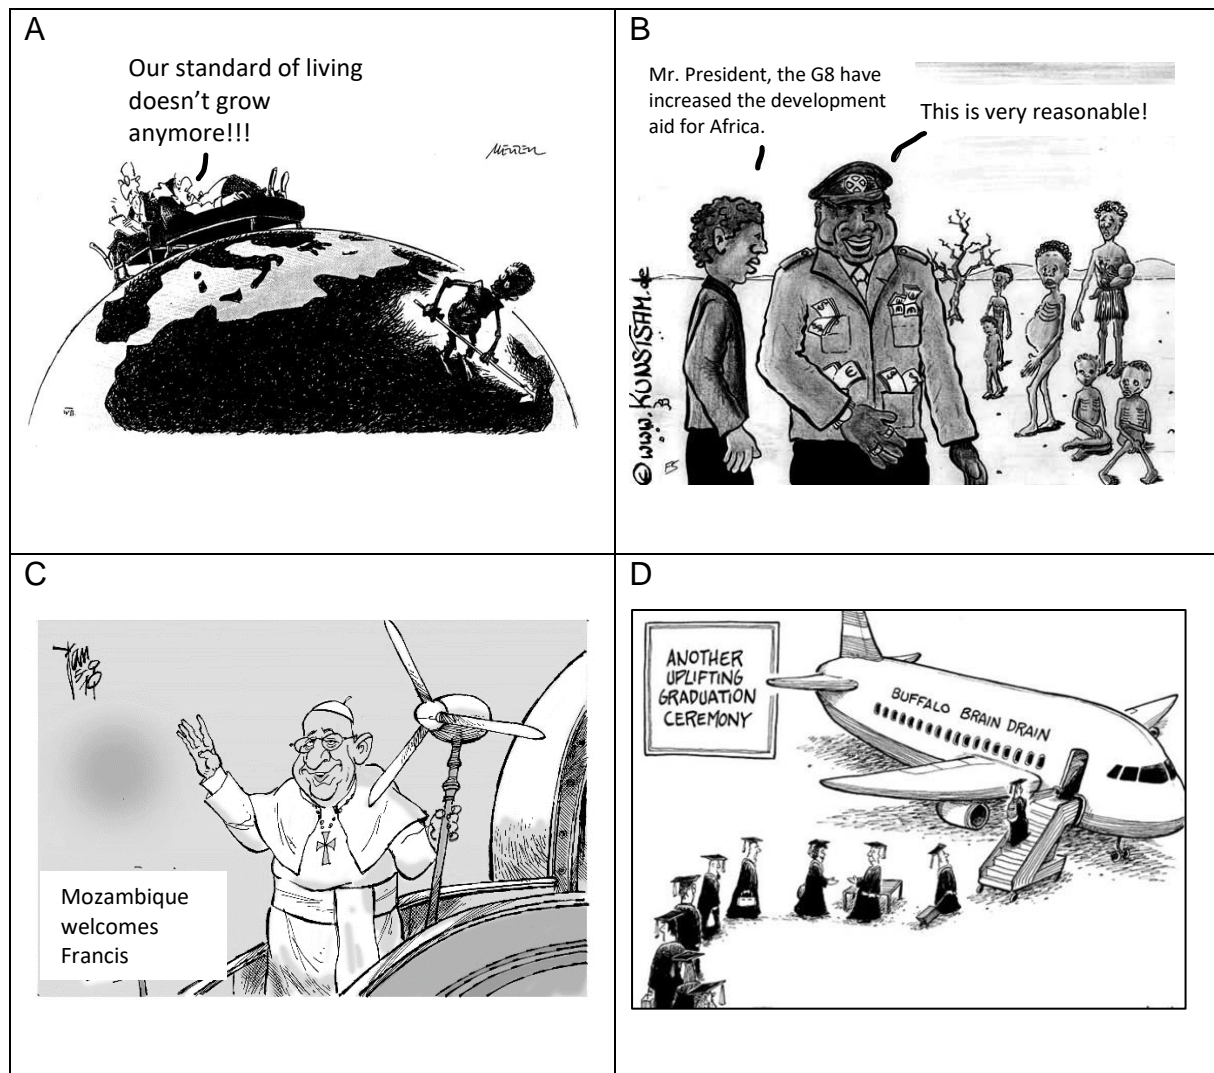 A
Our standard of living
doesn’t grow
anymore!!!
B
Mr. President, the G8 have
increased the development
aid for Africa.
This is very reasonable!
© www.KUNSTSAM.de
C
Mozambique
welcomes
Francis
D
ANOTHER
UPLIFTING
GRADUATION
CEREMONY
BUFFALO BRAIN DRAIN